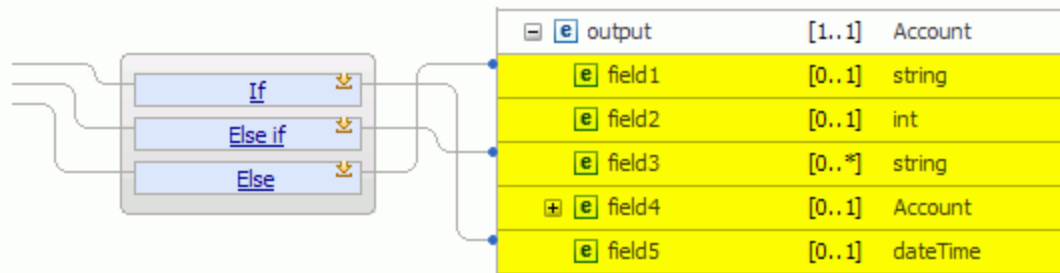 output [1..1] Account
field1 [0..1] string
If
field2 [0..1] int
Else if
field3 [0..*] string
Else
field4 [0..1] Account
field5 [0..1] dateTime